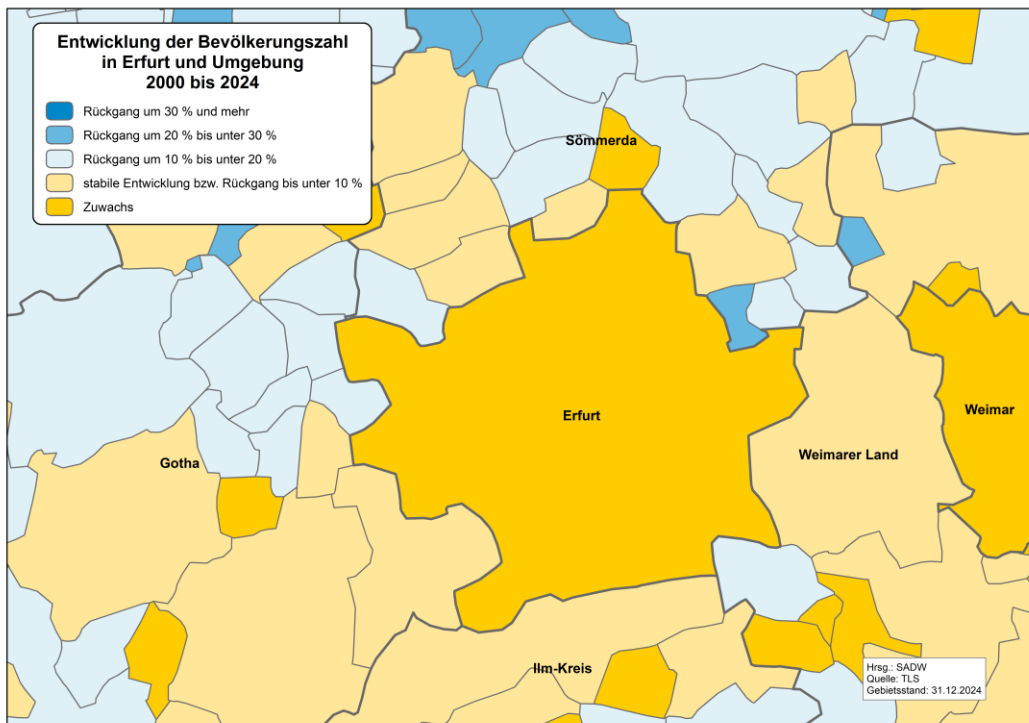 Entwicklung der Bevölkerungszahl
in Erfurt und Umgebung
2000 bis 2024
Rückgang um 30 % und mehr
Rückgang um 20 % bis unter 30 %
Rückgang um 10 % bis unter 20 %
stabile Entwicklung bzw. Rückgang bis unter 10 %
Zuwachs
Sömmerda
Erfurt
Weimar
Weimarer Land
Gotha
Ilm-Kreis
Hrsg.: SADW
Quelle: TLS
Gebietsstand: 31.12.2024